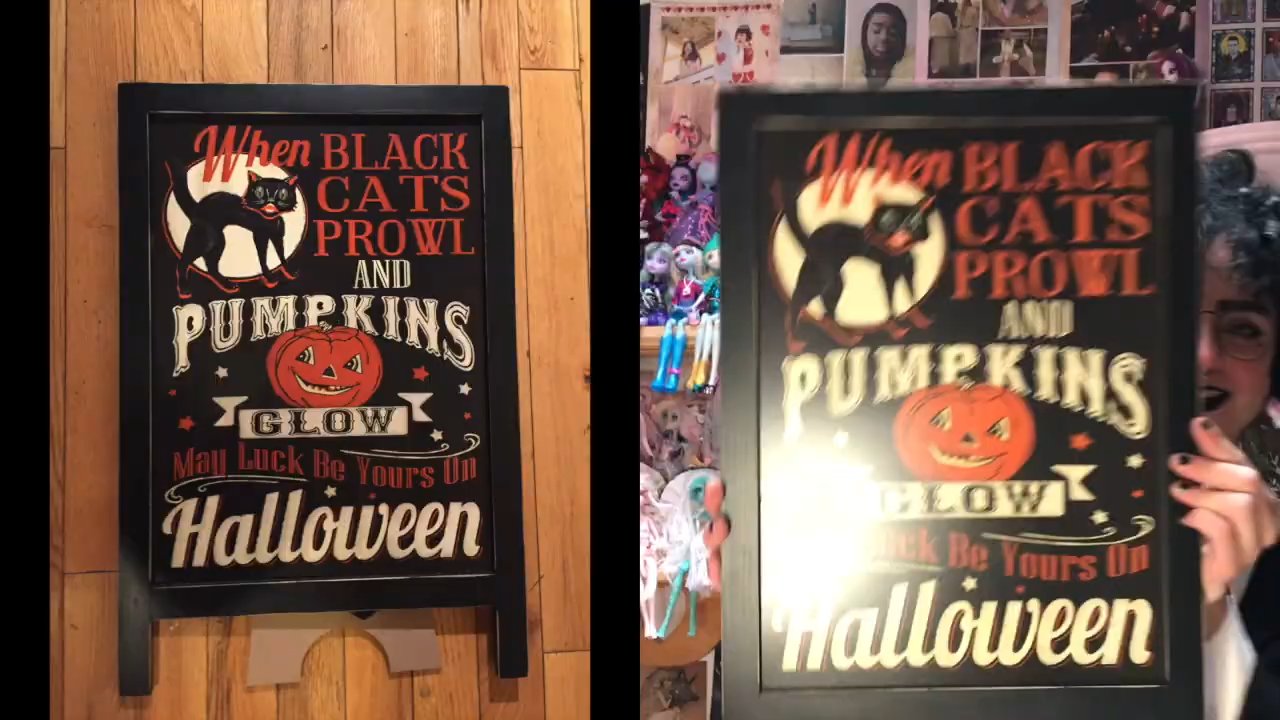 When BLACK
CATS
PROWL
AND
PUMPKINS
GLOW
May Luck Be Yours On
Halloween
When BLACK
CATS
PROWL
AND
PUMPKINS
GLOW
Be Yours On
Halloween